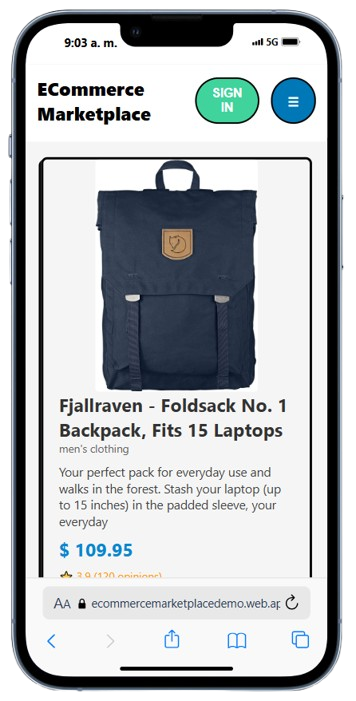 9:03 a. m.
5G
ECommerce
Marketplace
SIGN
IN
Fjallraven - Foldsack No. 1
Backpack, Fits 15 Laptops
men's clothing
Your perfect pack for everyday use and
walks in the forest. Stash your laptop (up
to 15 inches) in the padded sleeve, your
everyday
$ 109.95
3.9 (120 opinions)
AA ecommercemarketplacedemo.web.ap